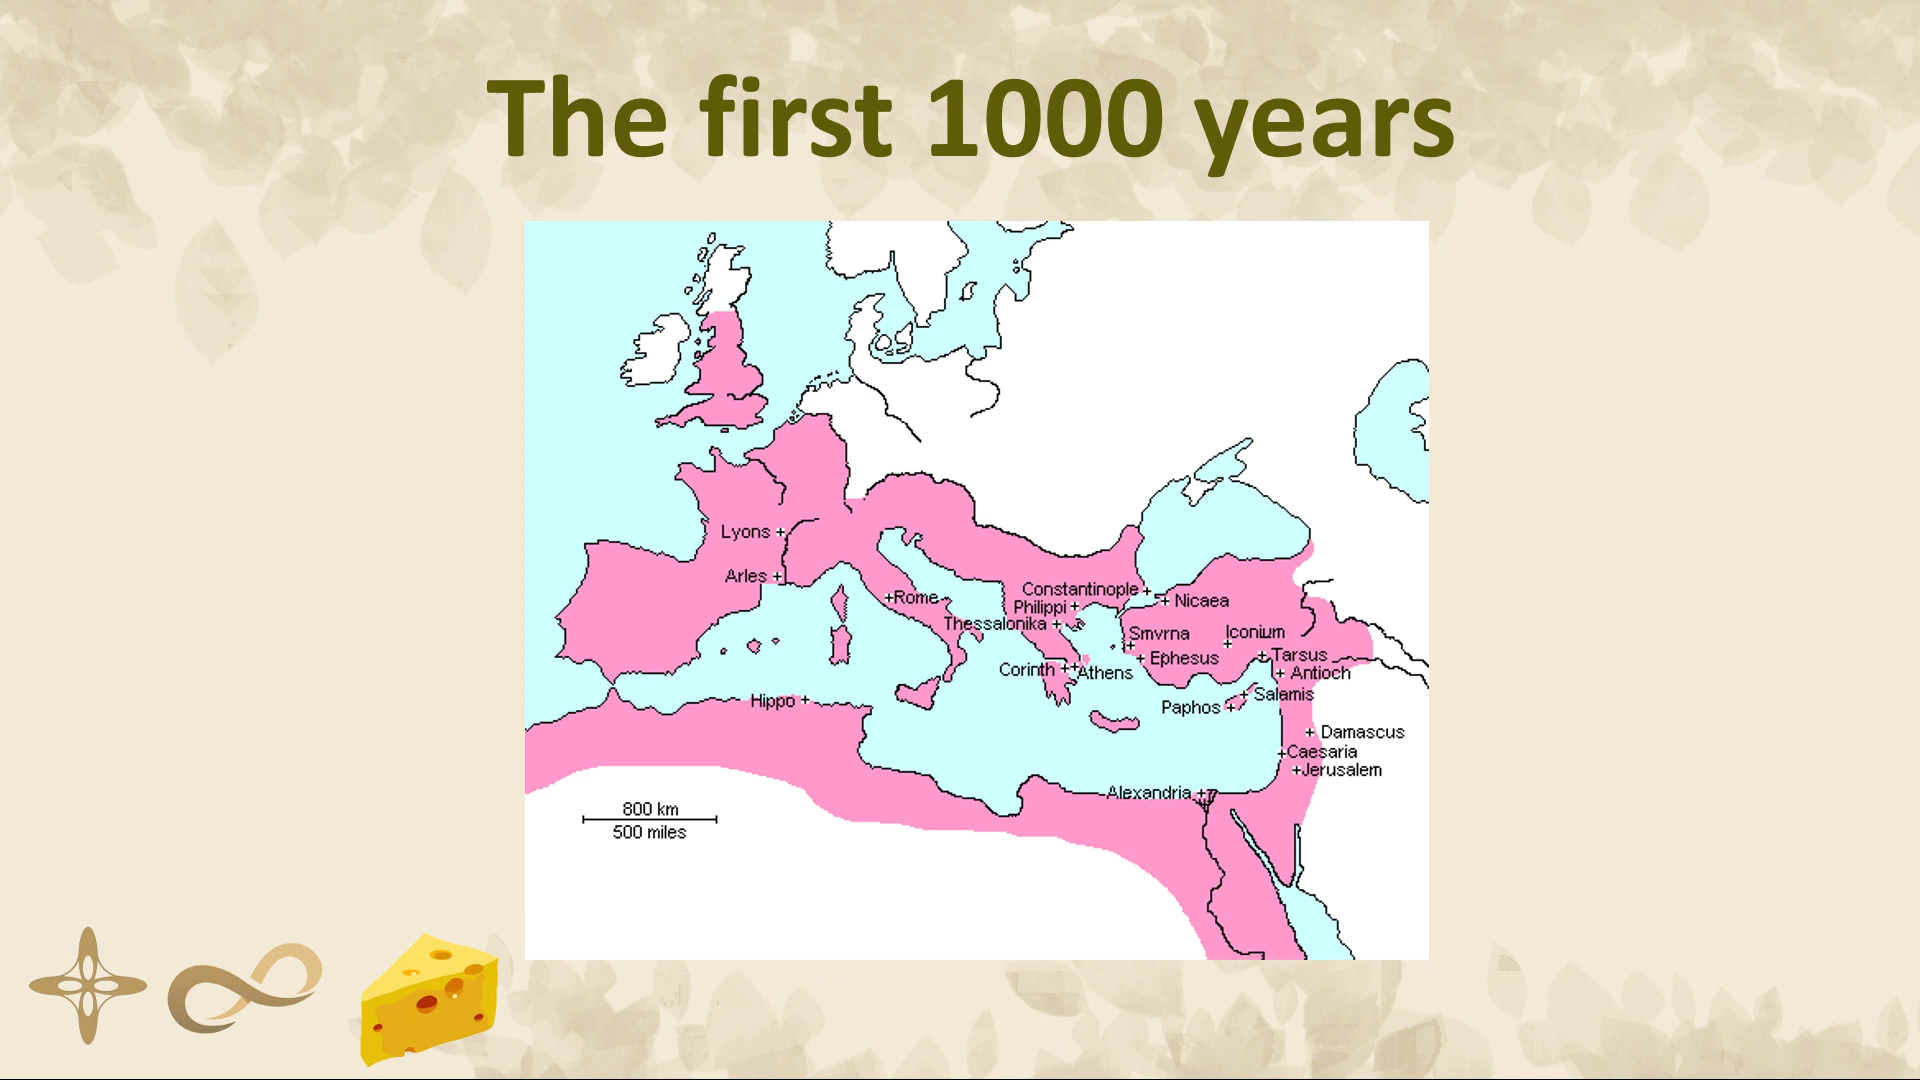 The first 1000 years
Lyons
Arles
Rome
Constantinople
Nicaea
Philippi
Thessalonika
Smvrna
Iconium
Ephesus
Tarsus
Corinth
Athens
Antioch
Salamis
Hippo
Paphos
Damascus
Caesaria
Jerusalem
Alexandria
800 km
500 miles